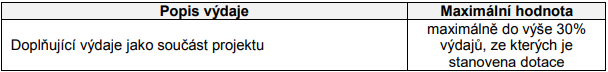 Popis výdaje Maximální hodnota
Doplňující výdaje jako součást projektu
maximálně do výše 30%
výdajů, ze kterých je
stanovena dotace